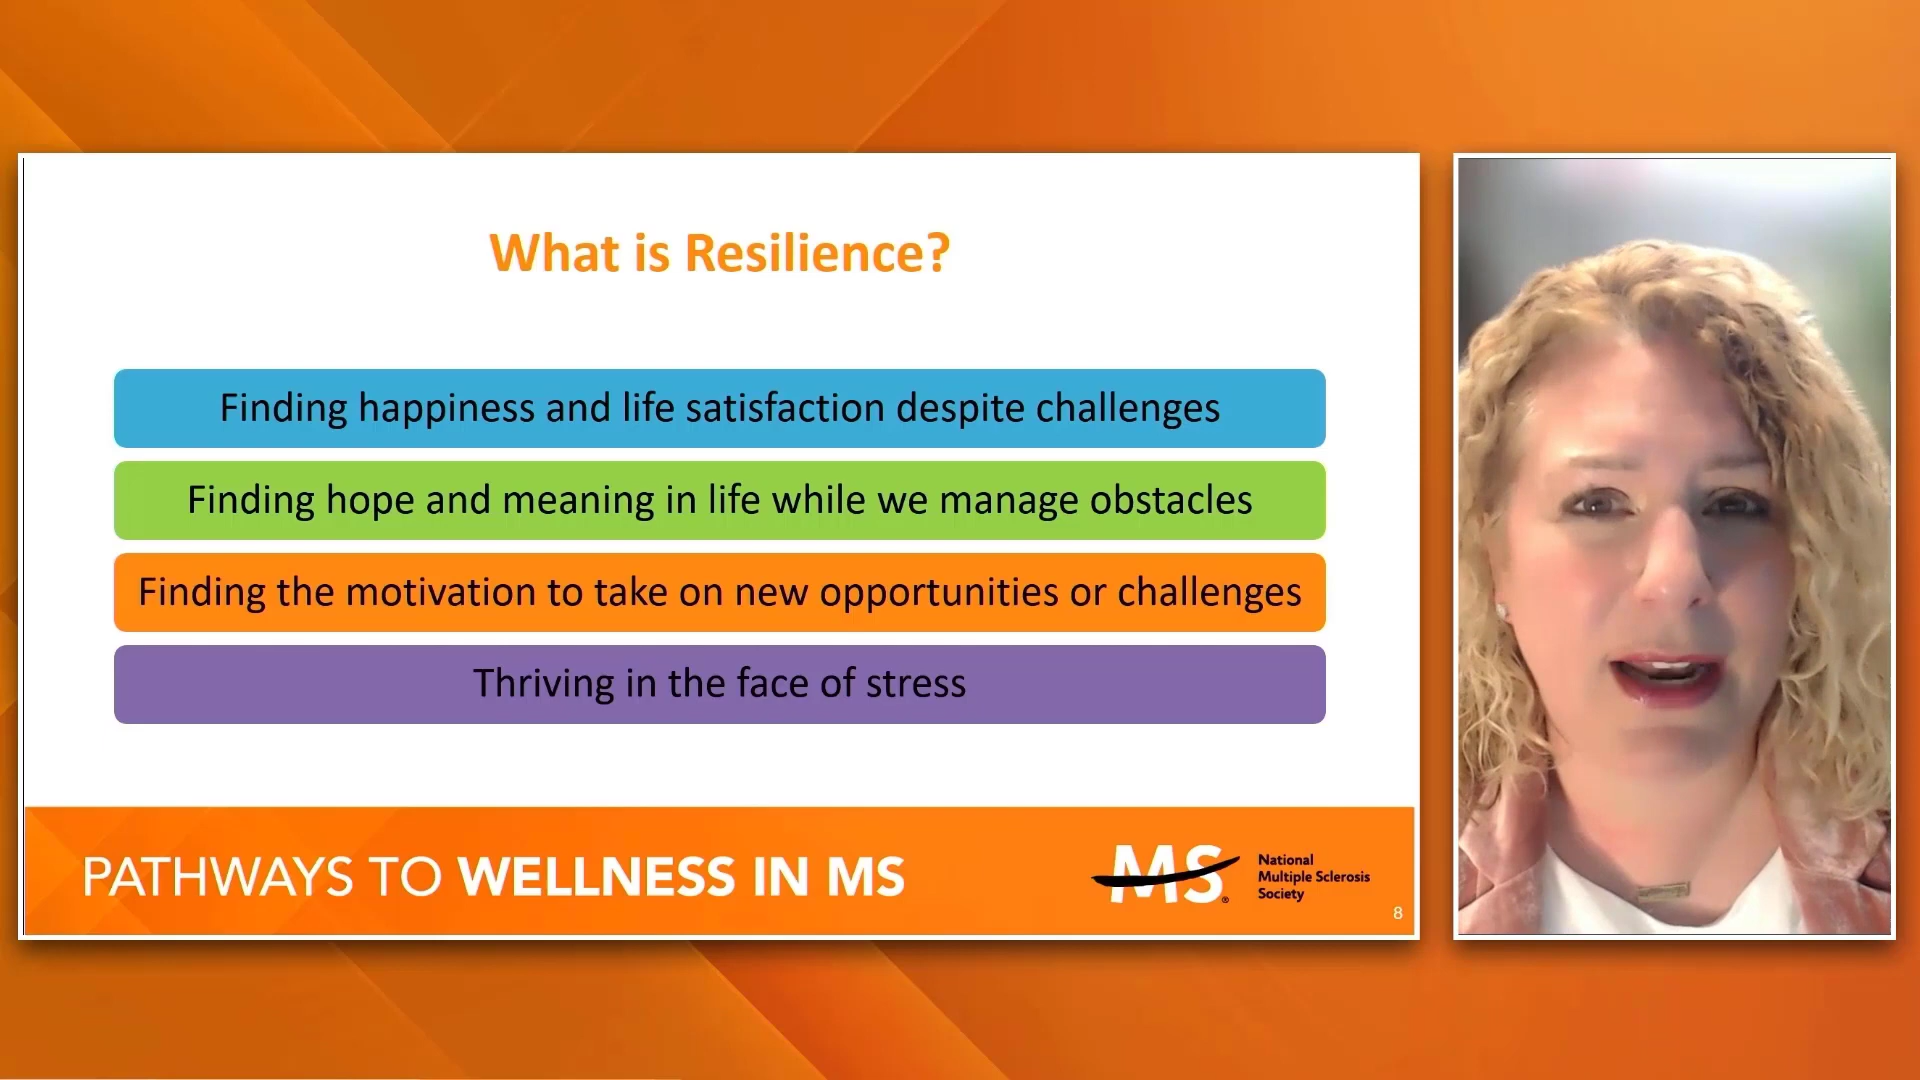 What is Resilience?
Finding happiness and life satisfaction despite challenges
Finding hope and meaning in life while we manage obstacles
Finding the motivation to take on new opportunities or challenges
Thriving in the face of stress
PATHWAYS TO WELLNESS IN MS
MS®
National
Multiple Sclerosis
Society
8